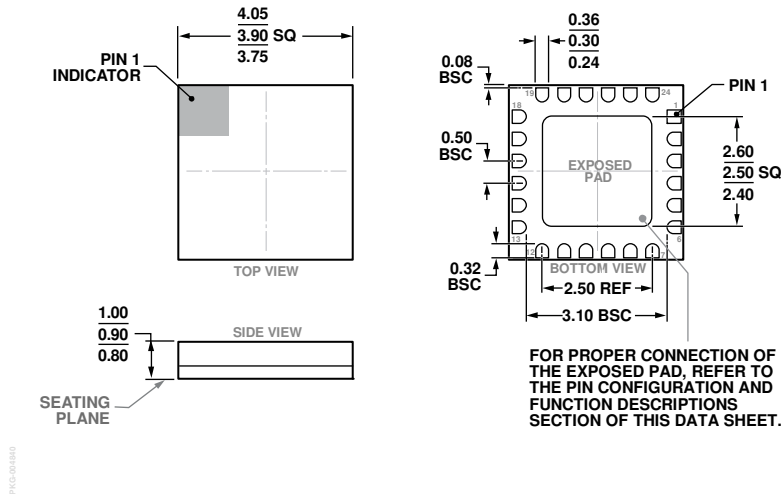 4.05
3.90 SQ
3.75
PIN 1
INDICATOR
TOP VIEW
1.00
0.90
0.80
SIDE VIEW
SEATING
PLANE
0.36
0.30
0.24
0.08
BSC
PIN 1
19
24
18
1
0.50
BSC
EXPOSED
PAD
2.60
2.50 SQ
2.40
13
6
12
7
0.32
BSC
BOTTOM VIEW
2.50 REF
3.10 BSC
FOR PROPER CONNECTION OF
THE EXPOSED PAD, REFER TO
THE PIN CONFIGURATION AND
FUNCTION DESCRIPTIONS
SECTION OF THIS DATA SHEET.
PKG-004840